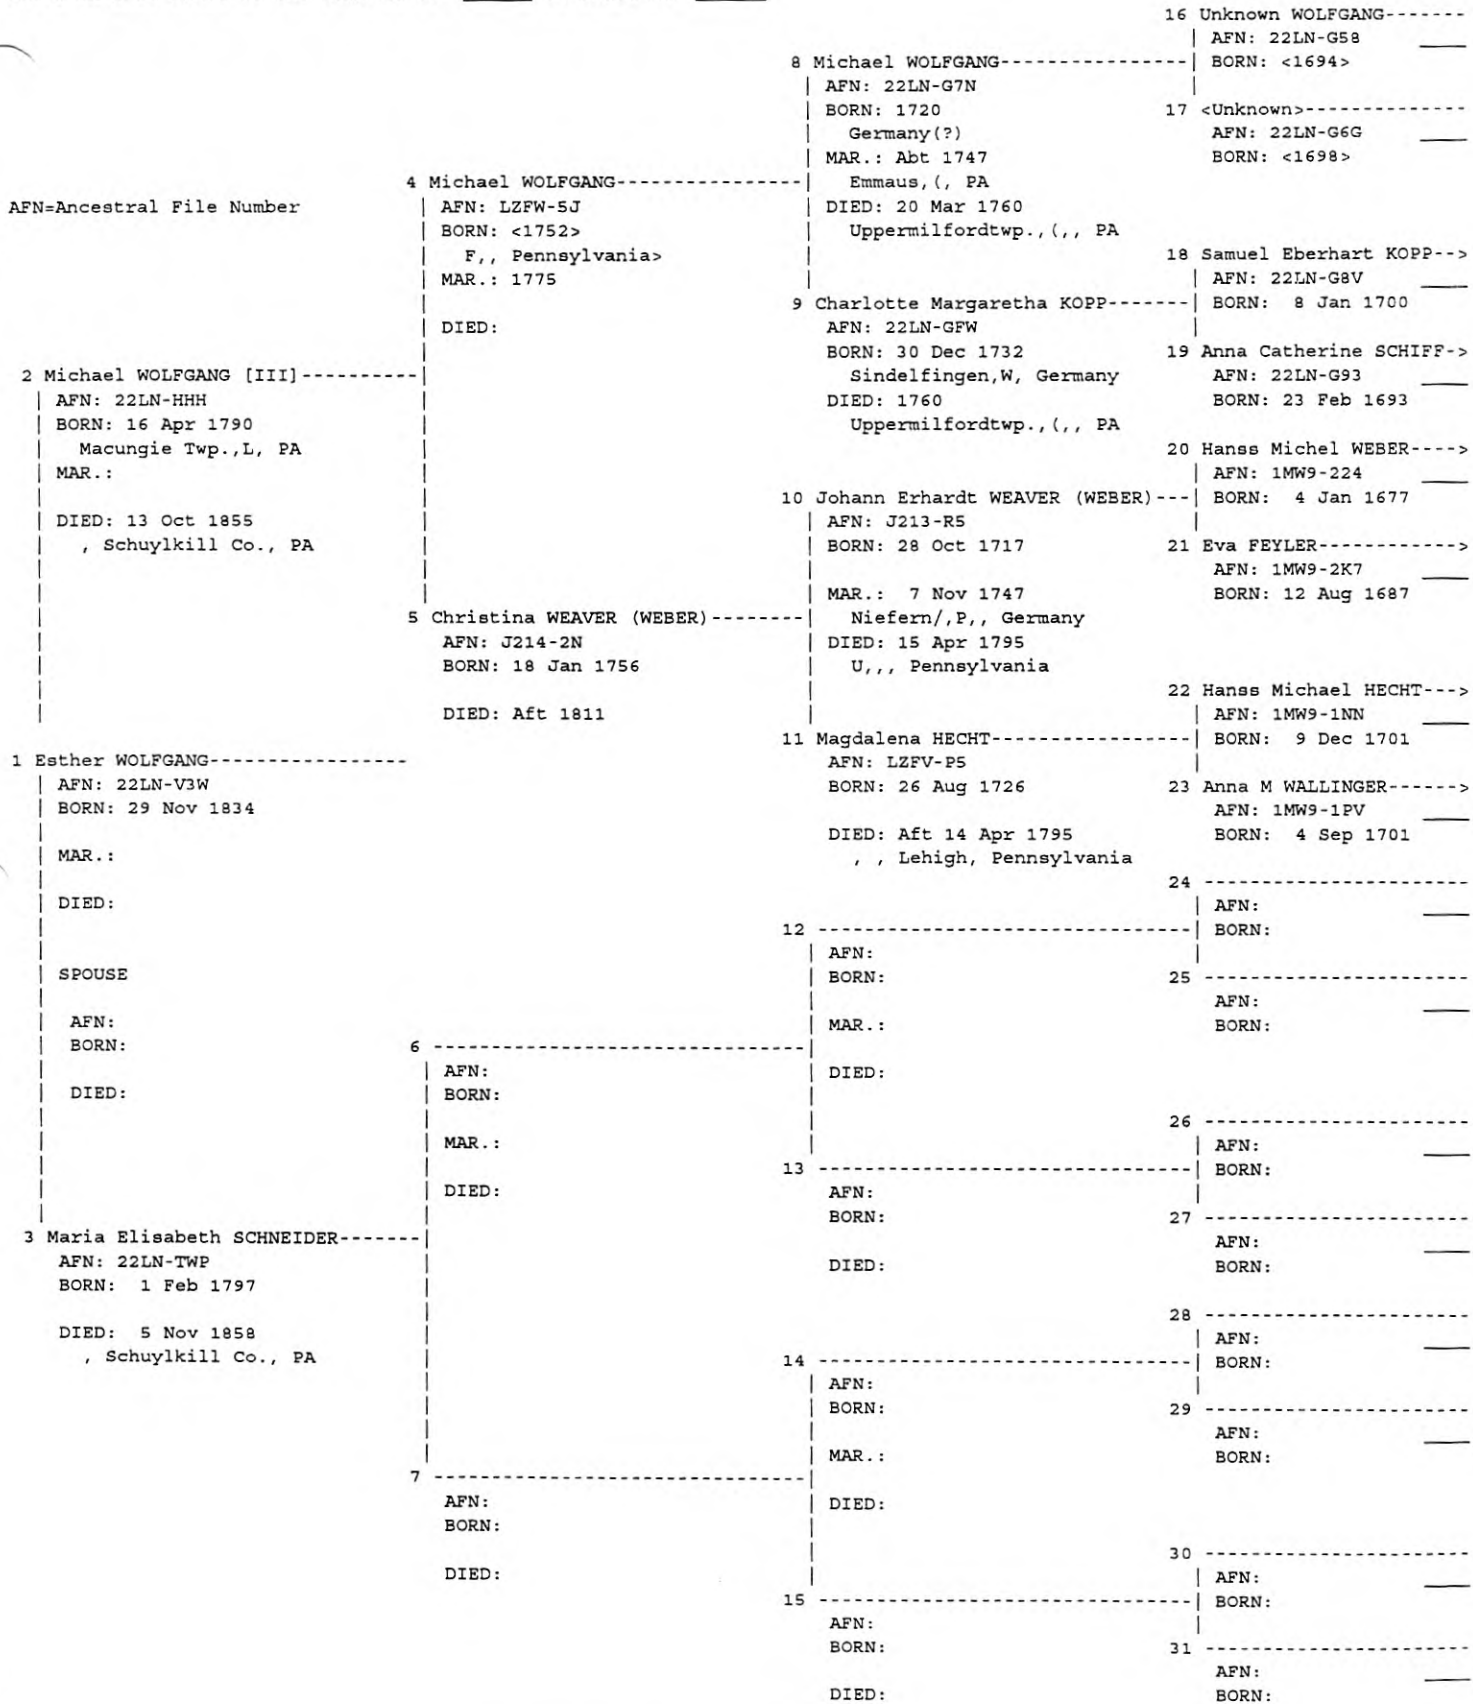 16 Unknown WOLFGANG-------
AFN: 22LN-G58
8 Michael WOLFGANG----------------| BORN: <1694>
AFN: 22LN-G7N
BORN: 1720
17 <Unknown>--------------
Germany(?)
AFN: 22LN-G6G
MAR.: Abt 1747
BORN: <1698>
4 Michael WOLFGANG----------------|
Emmaus,(, PA
AFN=Ancestral File Number
AFN: LZFW-5J
DIED: 20 Mar 1760
BORN: <1752>
Uppermilfordtwp.,(,, PA
F,, Pennsylvania>
18 Samuel Eberhart KOPP-->
MAR.: 1775
AFN: 22LN-G8V
9 Charlotte Margaretha KOPP-------| BORN:  8 Jan 1700
DIED:
AFN: 22LN-GFW
BORN: 30 Dec 1732
19 Anna Catherine SCHIFF->
2 Michael WOLFGANG [III]----------|
Sindelfingen,W, Germany
AFN: 22LN-G93
AFN: 22LN-HHH
DIED: 1760
BORN: 23 Feb 1693
BORN: 16 Apr 1790
Uppermilfordtwp.,(,, PA
Macungie Twp.,L, PA
20 Hanss Michel WEBER---->
MAR.:
AFN: 1MW9-224
10 Johann Erhardt WEAVER (WEBER)---| BORN:  4 Jan 1677
DIED: 13 Oct 1855
AFN: J213-R5
, Schuylkill Co., PA
BORN: 28 Oct 1717
21 Eva FEYLER------------>
AFN: 1MW9-2K7
MAR.:  7 Nov 1747
BORN: 12 Aug 1687
5 Christina WEAVER (WEBER)--------|
Niefern/,P,, Germany
AFN: J214-2N
DIED: 15 Apr 1795
BORN: 18 Jan 1756
U,,, Pennsylvania
22 Hanss Michael HECHT--->
DIED: Aft 1811
AFN: 1MW9-1NN
11 Magdalena HECHT-----------------| BORN:  9 Dec 1701
1 Esther WOLFGANG-----------------
AFN: LZFV-P5
AFN: 22LN-V3W
BORN: 26 Aug 1726
23 Anna M WALLINGER------>
BORN: 29 Nov 1834
AFN: 1MW9-1PV
DIED: Aft 14 Apr 1795
BORN:  4 Sep 1701
MAR.:
, , Lehigh, Pennsylvania
24 -----------------------
DIED:
AFN:
12 --------------------------------| BORN:
AFN:
SPOUSE
BORN:
25 -----------------------
AFN:
AFN:
MAR.:
BORN:
BORN:
6 --------------------------------|
AFN:
DIED:
DIED:
BORN:
26 -----------------------
MAR.:
AFN:
13 --------------------------------| BORN:
DIED:
AFN:
BORN:
27 -----------------------
3 Maria Elisabeth SCHNEIDER-------|
AFN:
AFN: 22LN-TWP
DIED:
BORN:
BORN:  1 Feb 1797
28 -----------------------
DIED:  5 Nov 1858
AFN:
, Schuylkill Co., PA
14 --------------------------------| BORN:
AFN:
BORN:
29 -----------------------
AFN:
MAR.:
BORN:
7 --------------------------------|
AFN:
DIED:
BORN:
30 -----------------------
DIED:
AFN:
15 --------------------------------| BORN:
AFN:
BORN:
31 -----------------------
AFN:
DIED:
BORN: